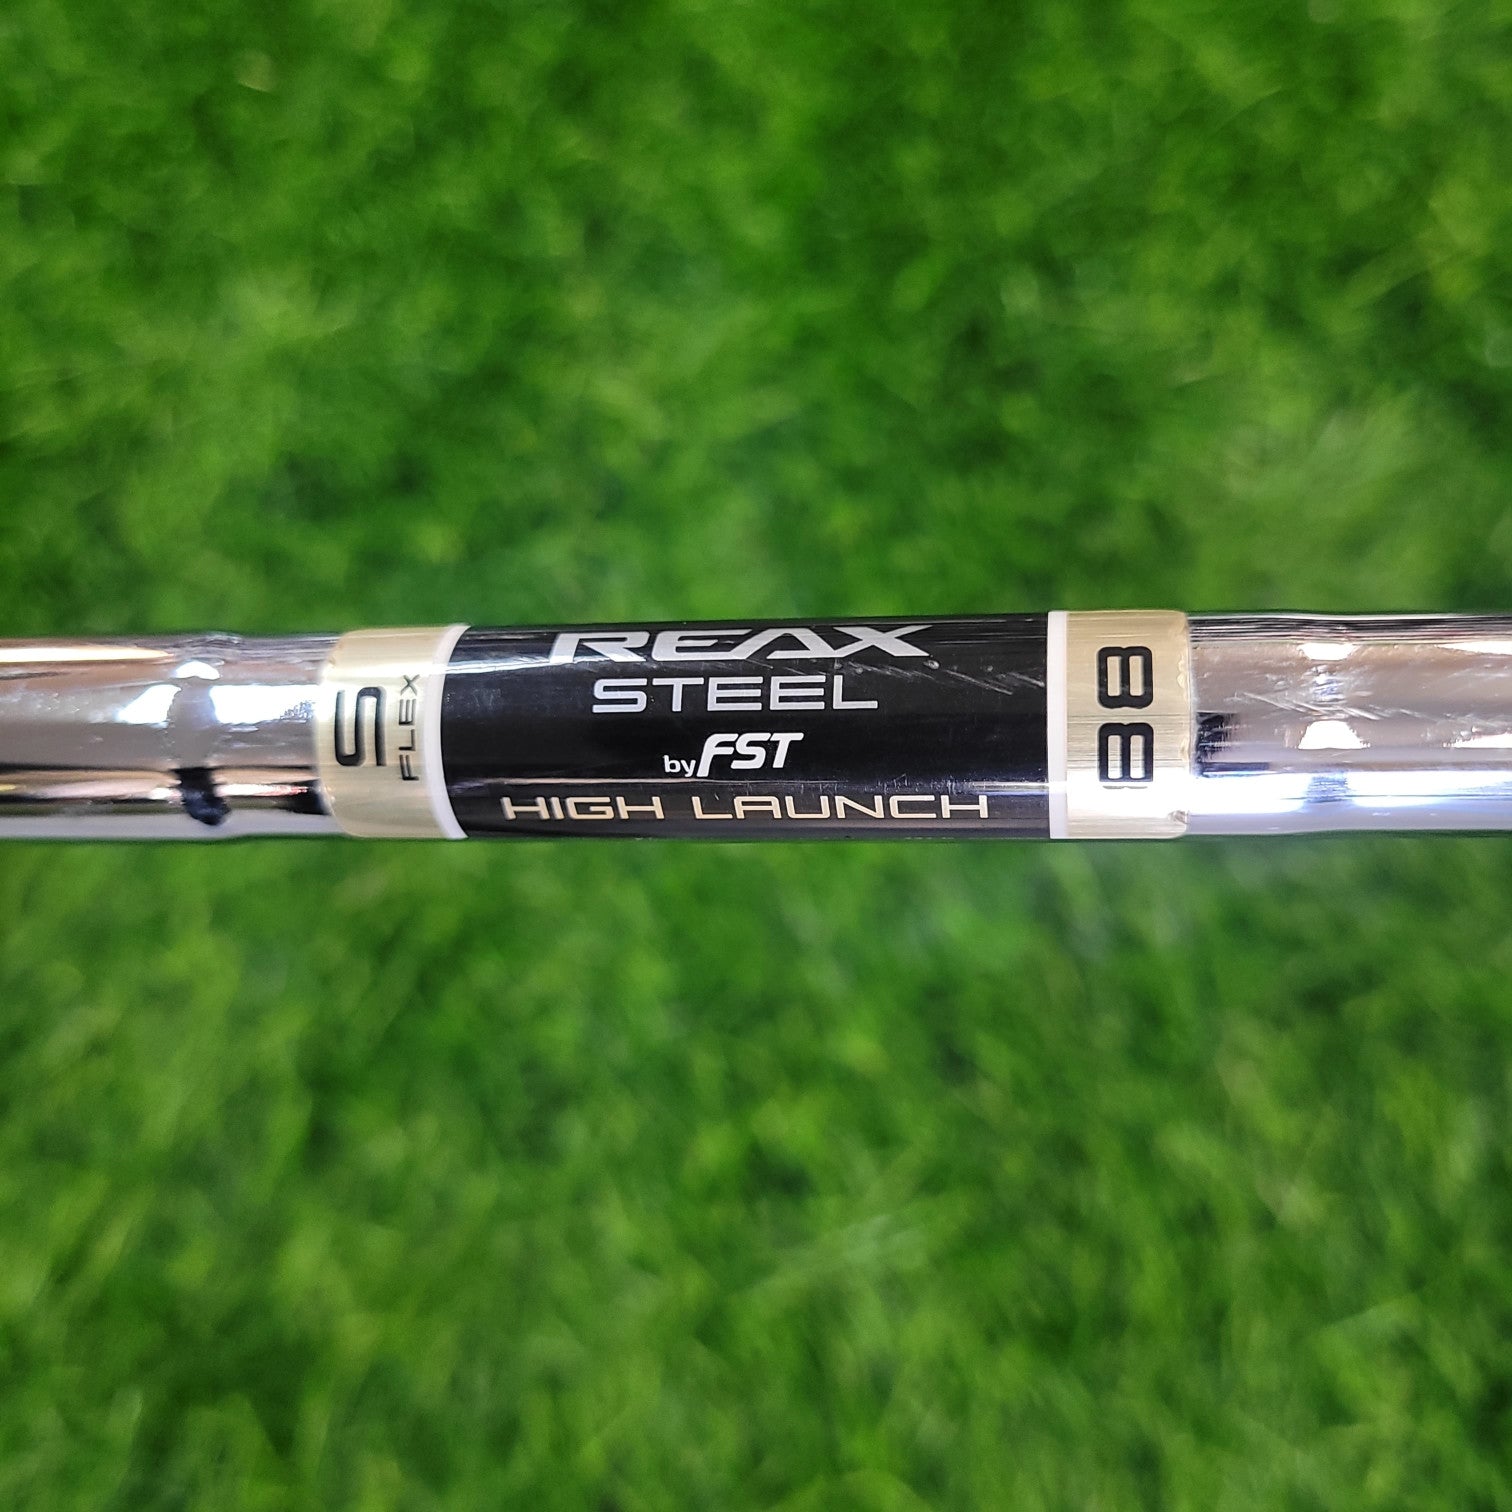 S
FLEX
REAX
STEEL
by FST
HIGH LAUNCH
88